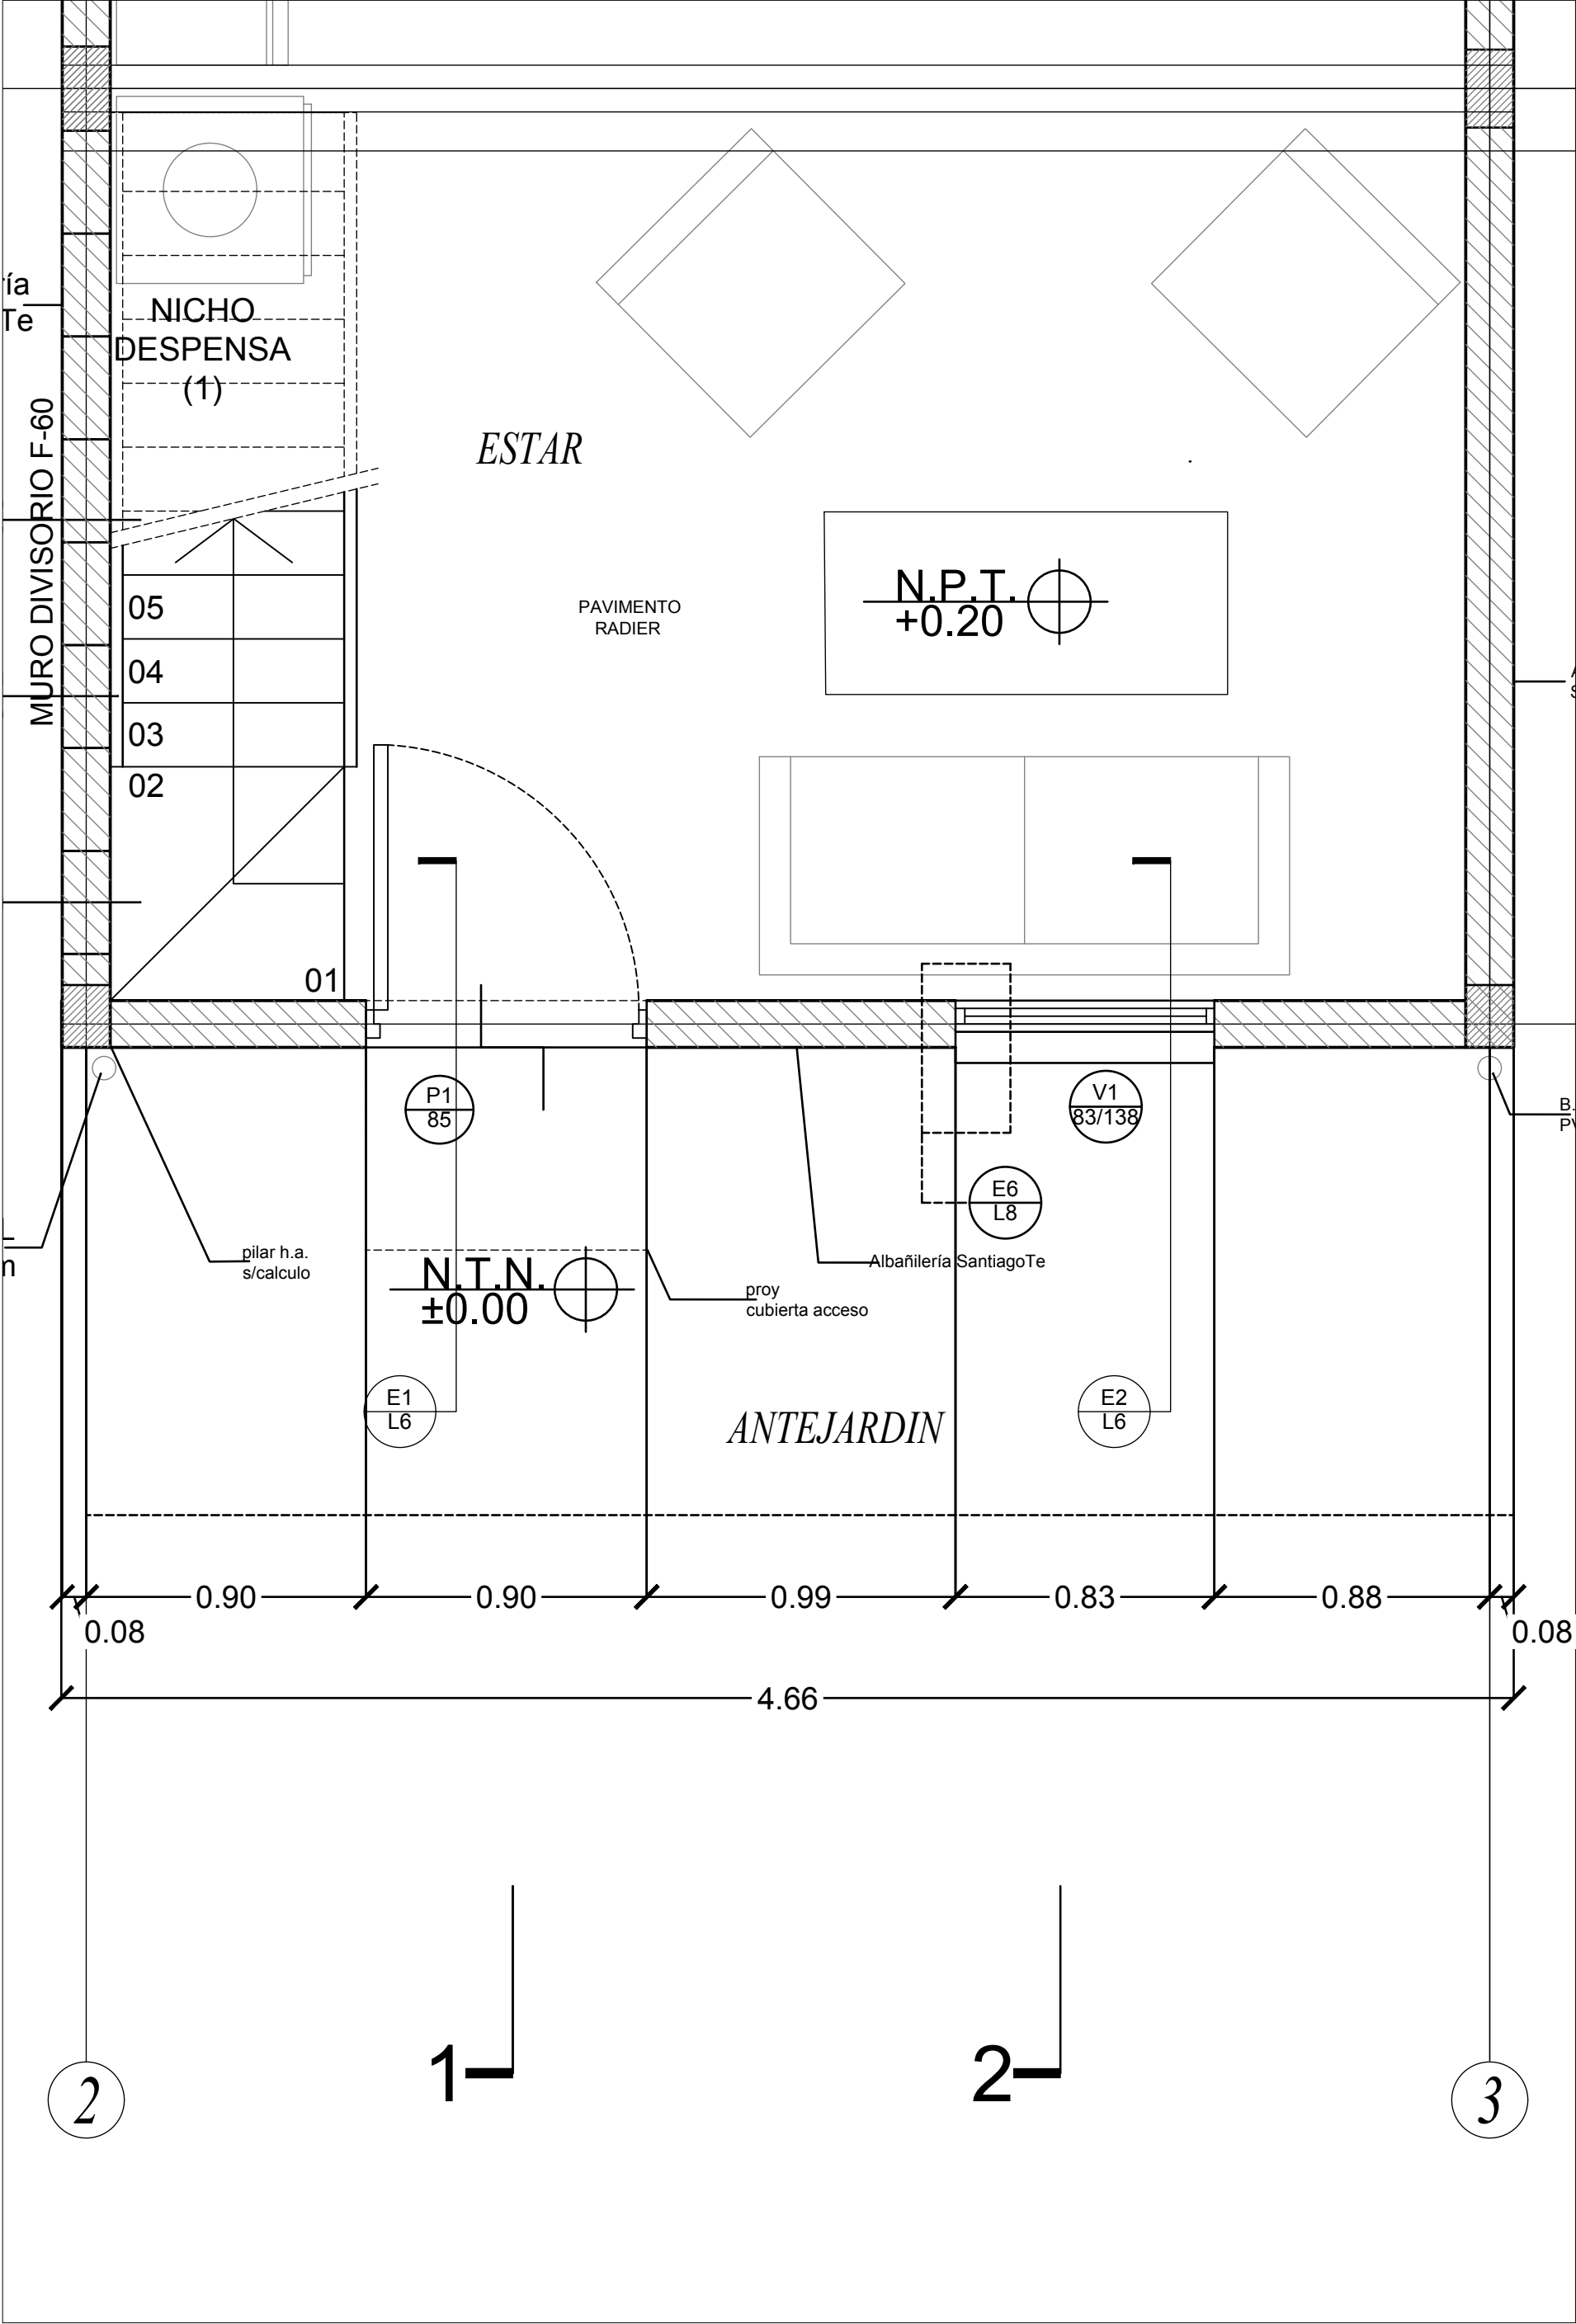 ía
Te
NICHO
DESPENSA
(1)
MURO DIVISORIO F-60
ESTAR
N.P.T.
+0.20
PAVIMENTO
RADIER
05
04
03
02
01
P1
85
V1
83/138
B.
E6
L8
pilar h.a.
s/calculo
Albañilería SantiagoTe
N.T.N.
±0.00
proy
cubierta acceso
E1
L6
ANTEJARDIN
E2
L6
0.90
0.90
0.99
0.83
0.88
0.08
0.08
4.66
1
2
2
3